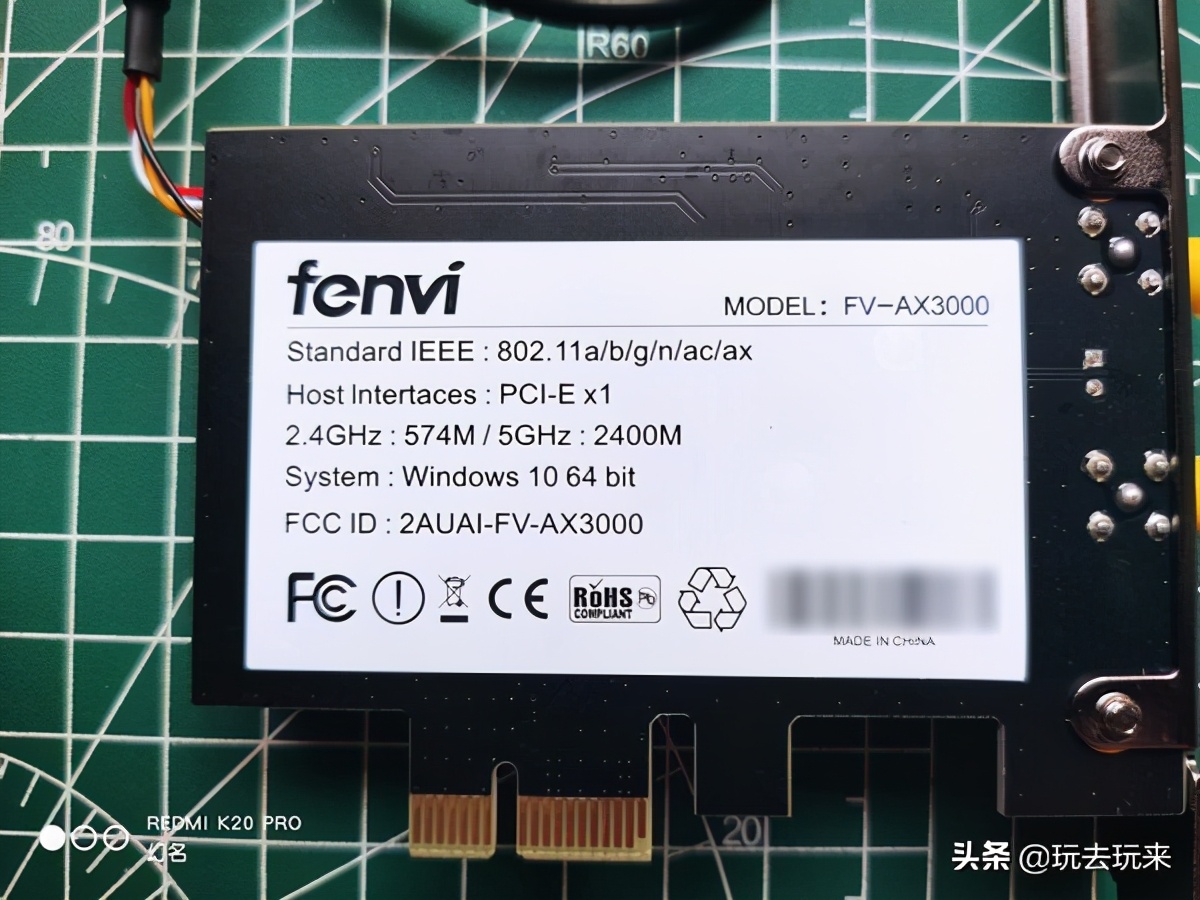 R60
80
fenvi
MODEL: FV-AX3000
Standard IEEE : 802.11a/b/g/n/ac/ax
Host Intertaces : PCI-E x1
2.4GHz : 574M / 5GHz : 2400M
System : Windows 10 64 bit
FCC ID : 2AUAI-FV-AX3000
FC CE RoHS COMPLIANT Pb
MADE IN CHINA
20
REDMI K20 PRO
幻名
头条 @玩去玩来